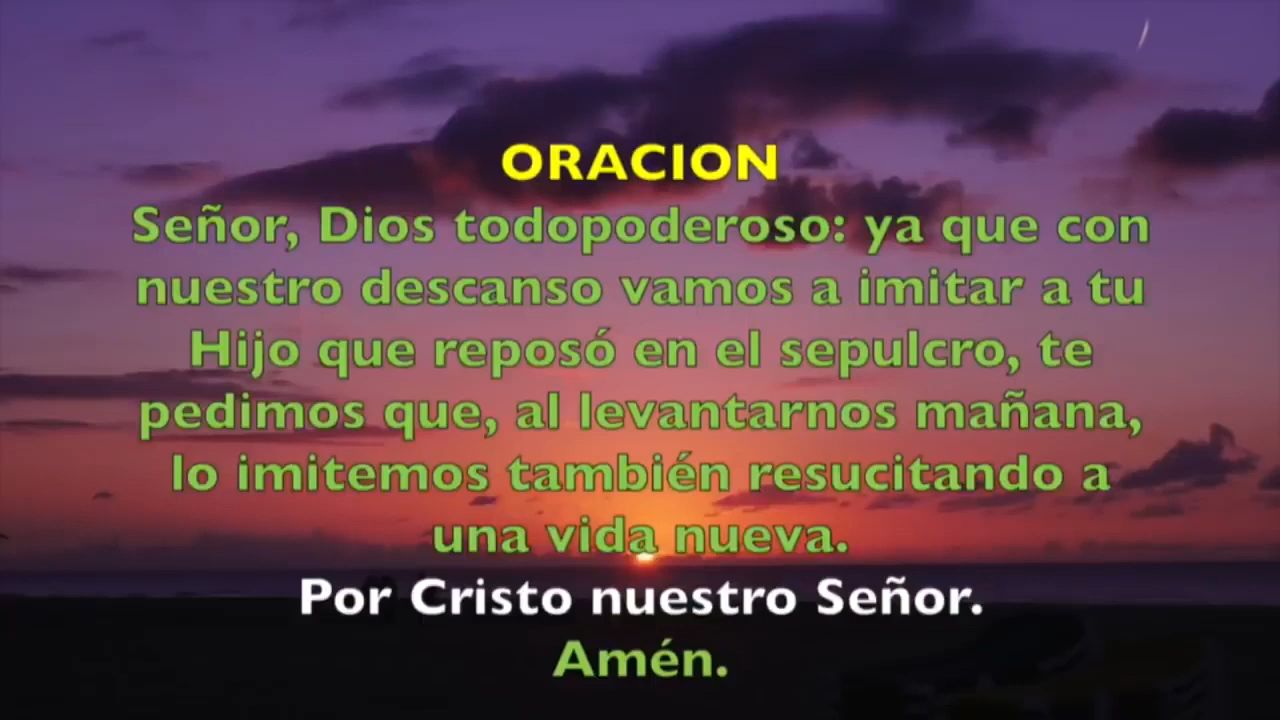 ORACION
Señor, Dios todopoderoso: ya que con
nuestro descanso vamos a imitar a tu
Hijo que reposó en el sepulcro, te
pedimos que, al levantarnos mañana,
lo imitemos también resucitando a
una vida nueva.
Por Cristo nuestro Señor.
Amén.